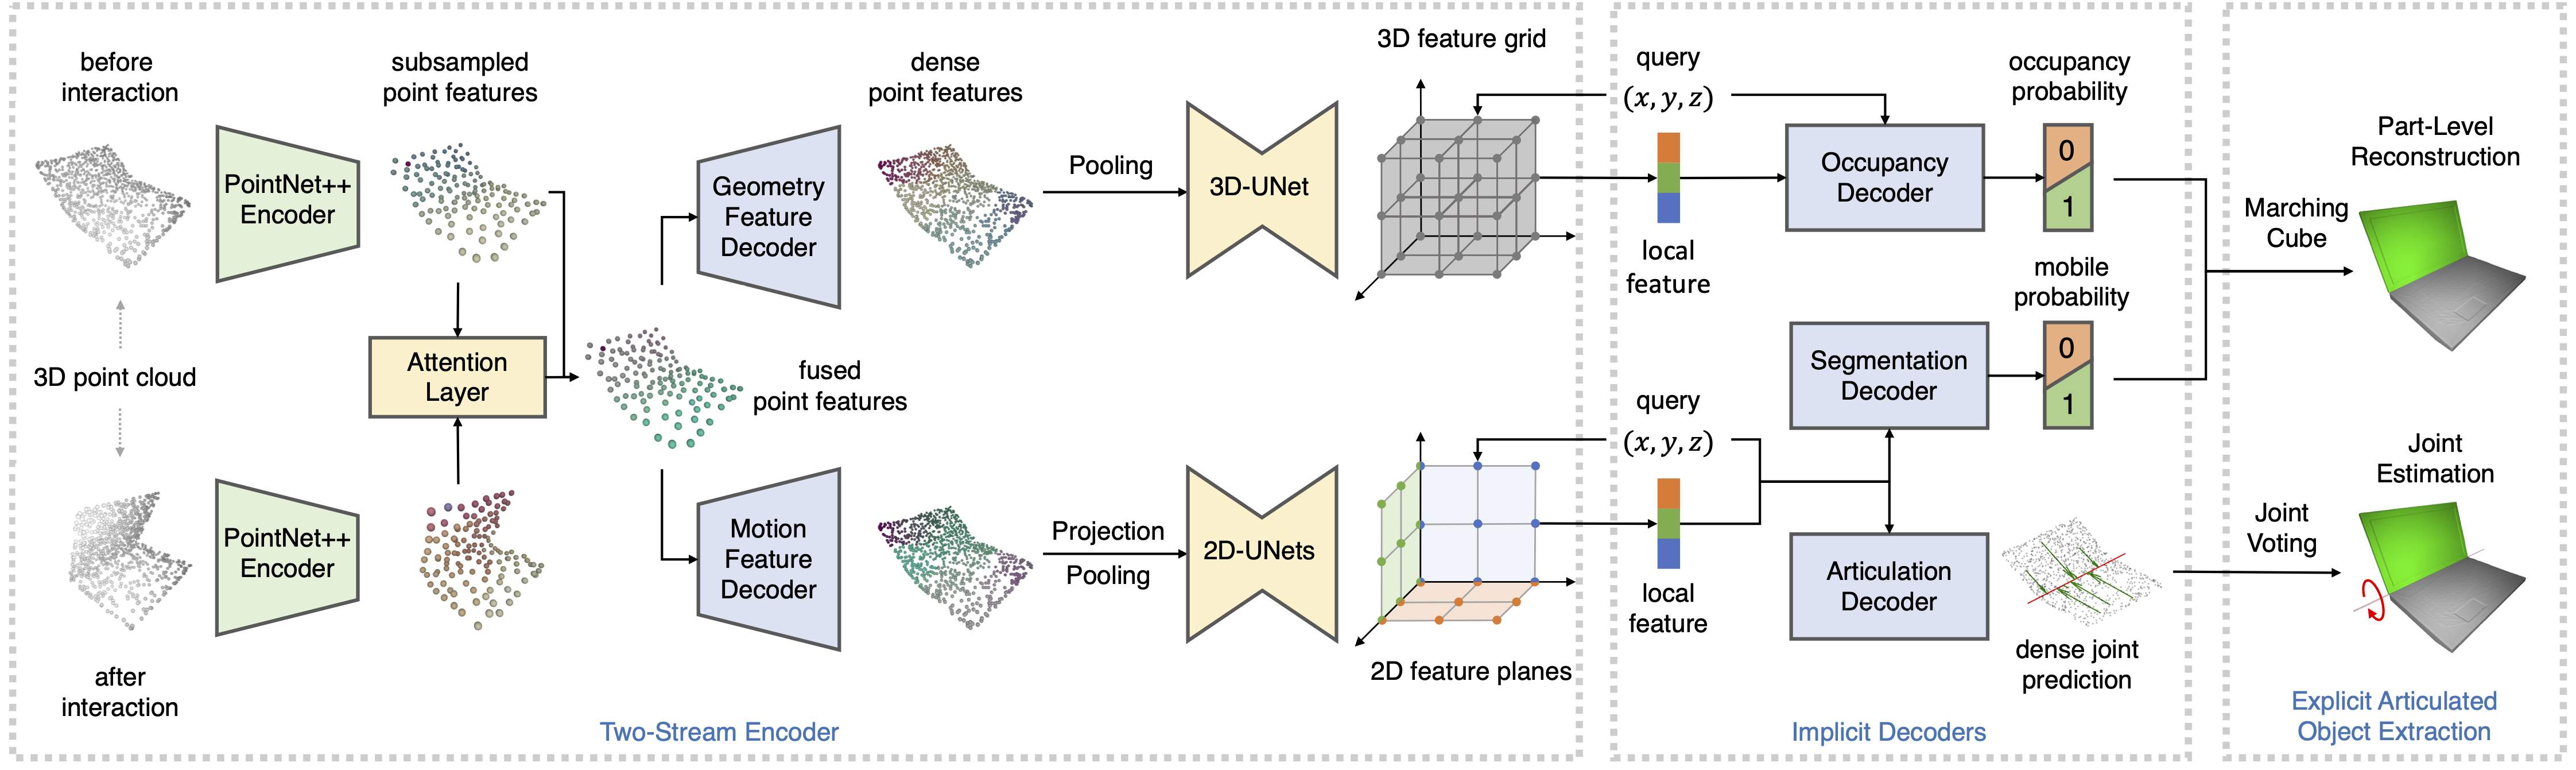 before
interaction
PointNet++
Encoder
subsampled
point features
3D point cloud
Attention
Layer
after
interaction
PointNet++
Encoder
fused
point features
Geometry
Feature
Decoder
Motion
Feature
Decoder
dense
point features
Pooling
Projection
Pooling
3D-UNet
2D-UNets
3D feature grid
2D feature planes
Two-Stream Encoder
query
(x, y, z)
local
feature
Occupancy
Decoder
occupancy
probability
0
1
mobile
probability
0
1
Segmentation
Decoder
query
(x, y, z)
local
feature
Articulation
Decoder
dense joint
prediction
Implicit Decoders
Marching
Cube
Part-Level
Reconstruction
Joint
Voting
Joint
Estimation
Explicit Articulated
Object Extraction